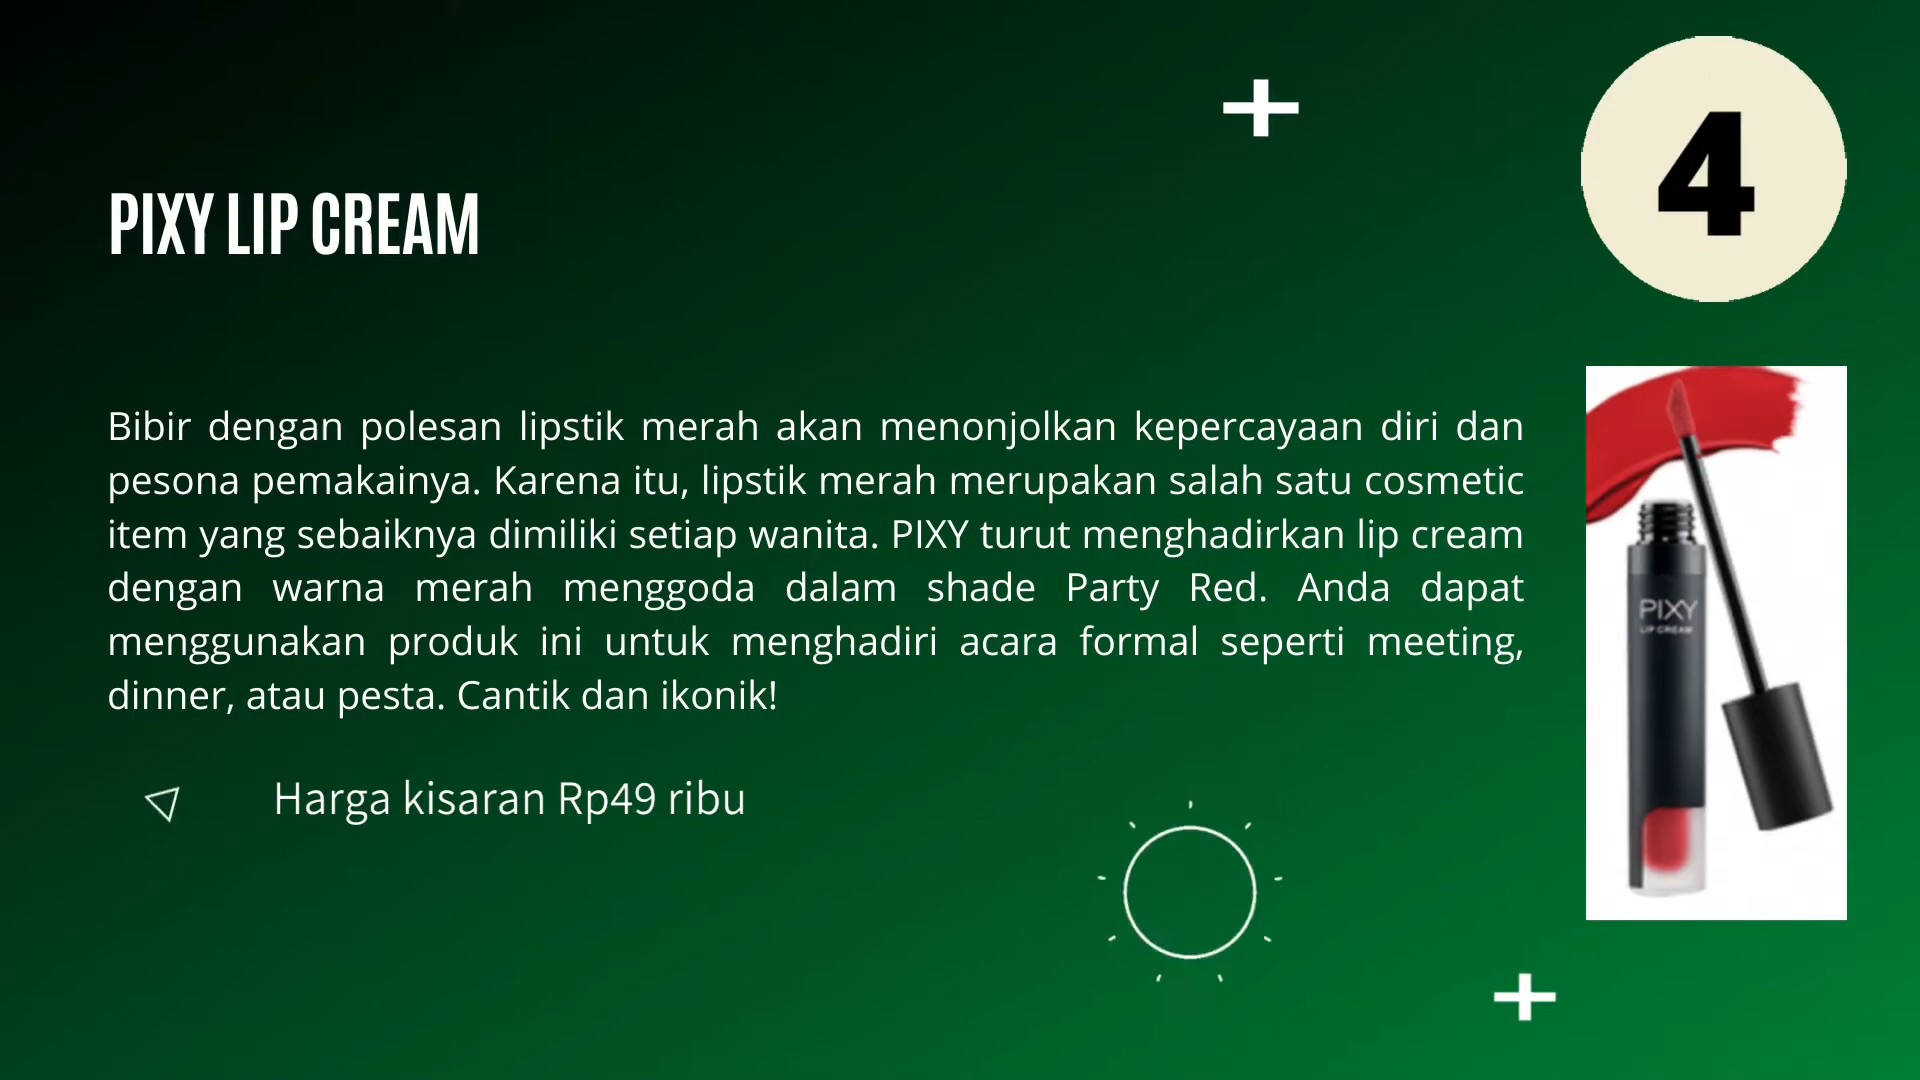 4
PIXY LIP CREAM
Bibir dengan polesan lipstik merah akan menonjolkan kepercayaan diri dan
pesona pemakainya. Karena itu, lipstik merah merupakan salah satu cosmetic
item yang sebaiknya dimiliki setiap wanita. PIXY turut menghadirkan lip cream
dengan warna merah menggoda dalam shade Party Red. Anda dapat
menggunakan produk ini untuk menghadiri acara formal seperti meeting,
dinner, atau pesta. Cantik dan ikonik!
Harga kisaran Rp49 ribu
PIXY
LIP CREAM